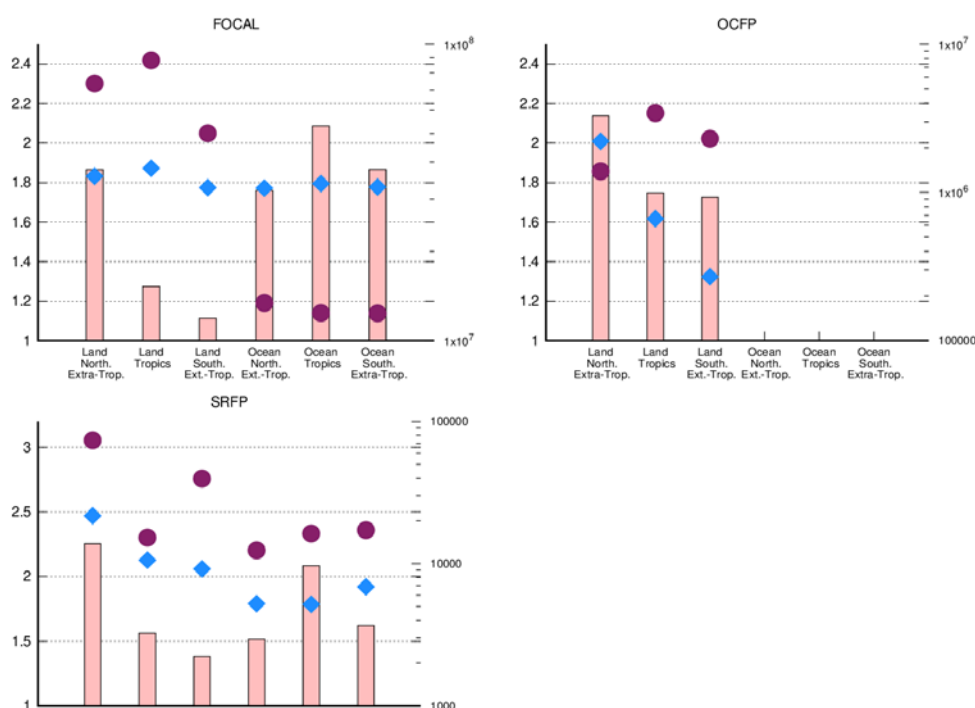 FOCAL
2.4
2.2
2
1.8
1.6
1.4
1.2
1
1x10^8
1x10^7
Land North. Extra-Trop.
Land Tropics
Land South. Ext.-Trop.
Ocean North. Ext.-Trop.
Ocean Tropics
Ocean South. Extra-Trop.
OCFP
2.4
2.2
2
1.8
1.6
1.4
1.2
1
1x10^7
1x10^6
100000
Land North. Extra-Trop.
Land Tropics
Land South. Ext.-Trop.
Ocean North. Ext.-Trop.
Ocean Tropics
Ocean South. Extra-Trop.
SRFP
3
2.5
2
1.5
1
100000
10000
1000